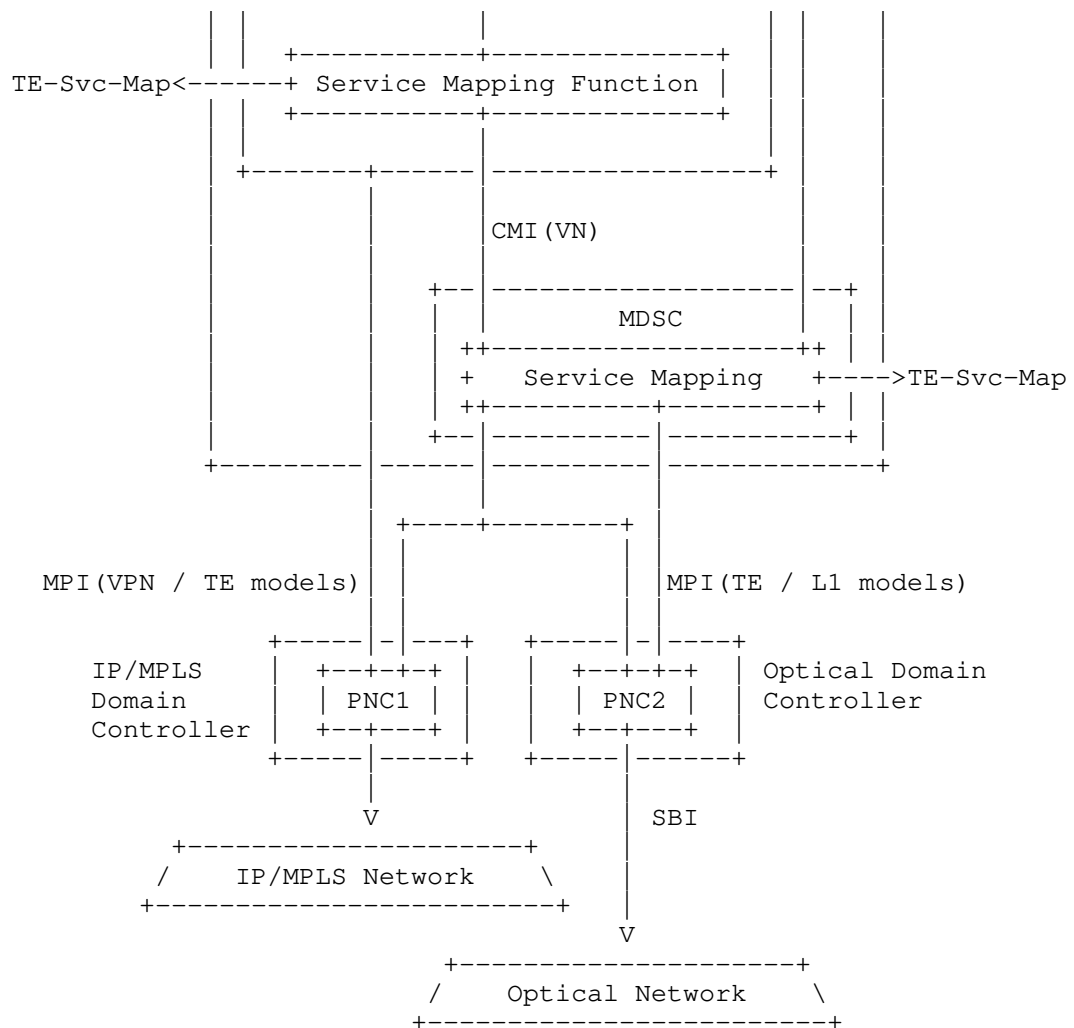 TE-Svc-Map<------+ Service Mapping Function
CMI(VN)
MDSC
+ Service Mapping +---->TE-Svc-Map
MPI(VPN / TE models) MPI(TE / L1 models)
IP/MPLS Optical Domain
Domain PNC1 PNC2 Controller
Controller
V SBI
/ IP/MPLS Network \
V
/ Optical Network \